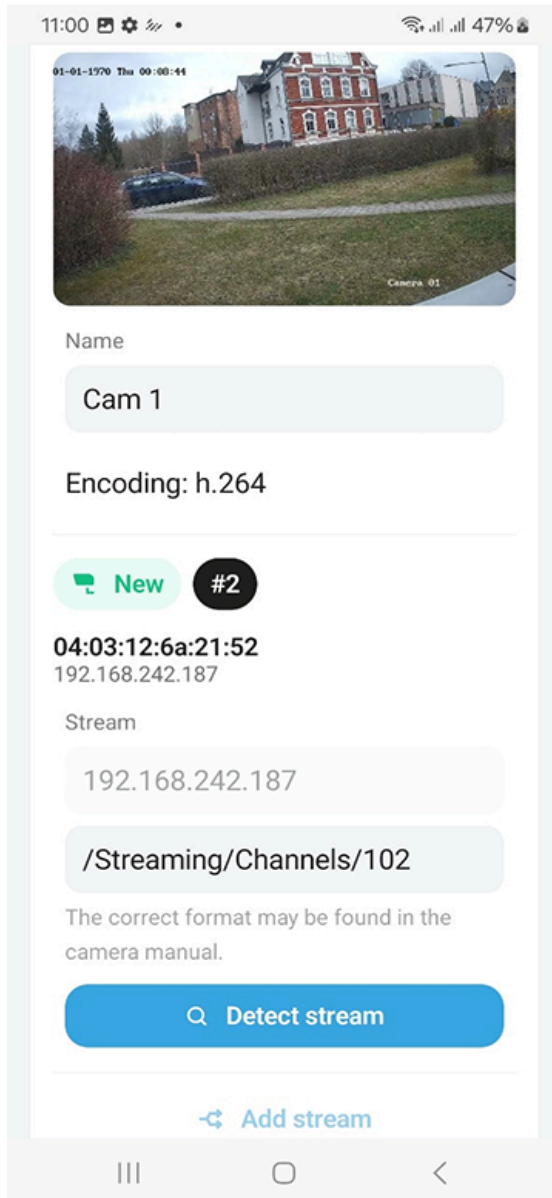 11:00
47%
01-01-1970 Thu 00:08:44
Camera 01
Name
Cam 1
Encoding: h.264
New
#2
04:03:12:6a:21:52
192.168.242.187
Stream
192.168.242.187
/Streaming/Channels/102
The correct format may be found in the
camera manual.
Detect stream
Add stream